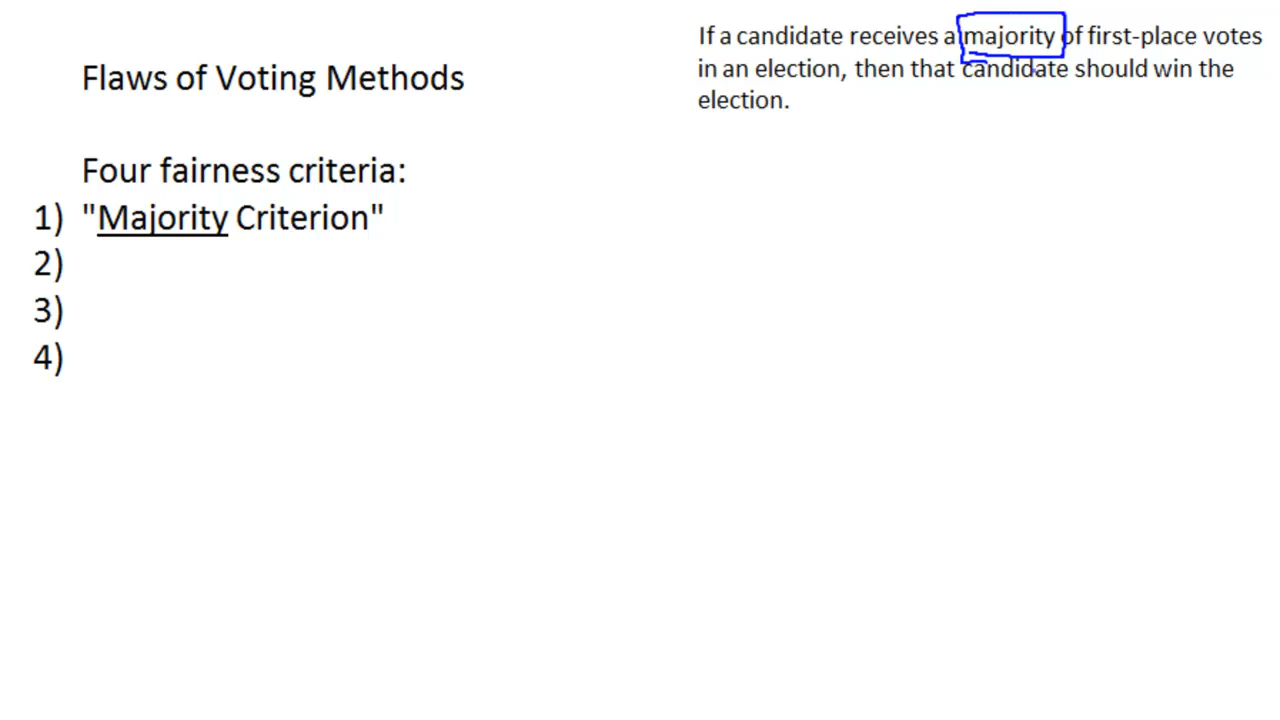 If a candidate receives a majority of first-place votes
in an election, then that candidate should win the
election.
Flaws of Voting Methods
Four fairness criteria:
1) "Majority Criterion"
2)
3)
4)